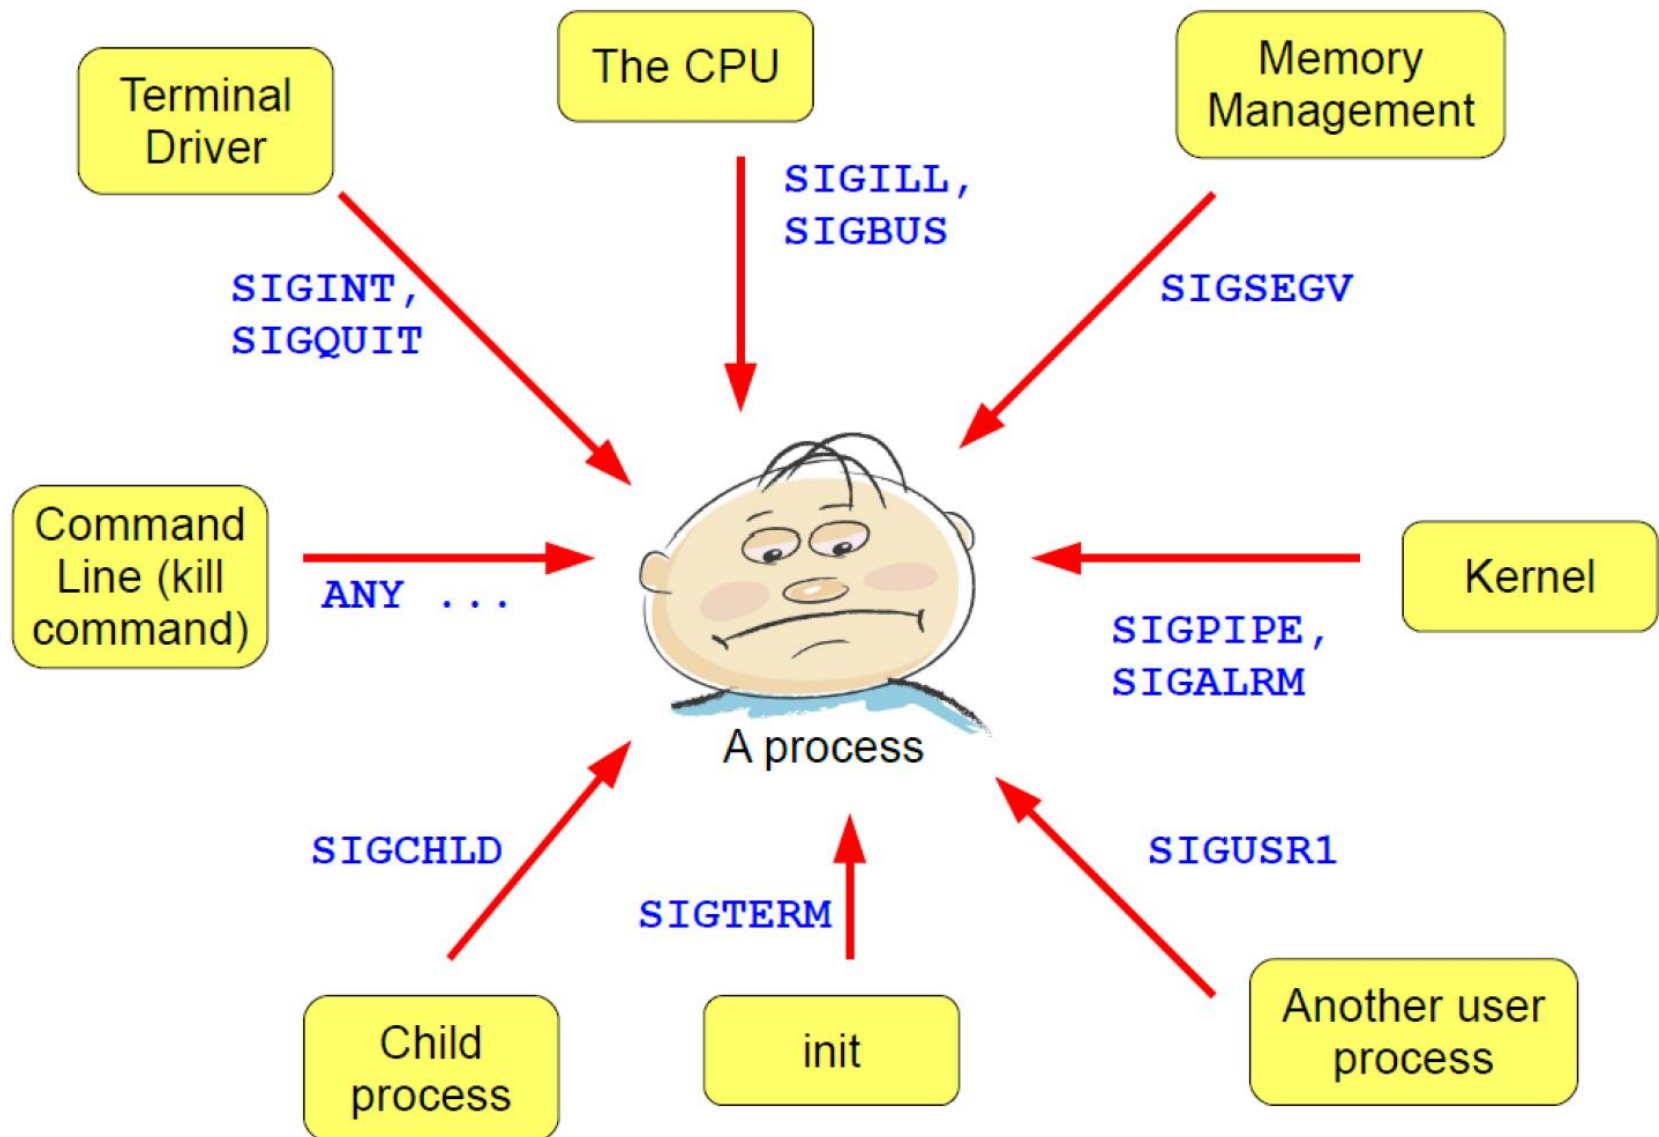 The CPU
Memory
Management
Terminal
Driver
SIGILL,
SIGBUS
SIGINT,
SIGQUIT
SIGSEGV
Command
Line (kill
command)
ANY ...
Kernel
SIGPIPE,
SIGALRM
A process
SIGCHLD
SIGTERM
SIGUSR1
Child
process
init
Another user
process